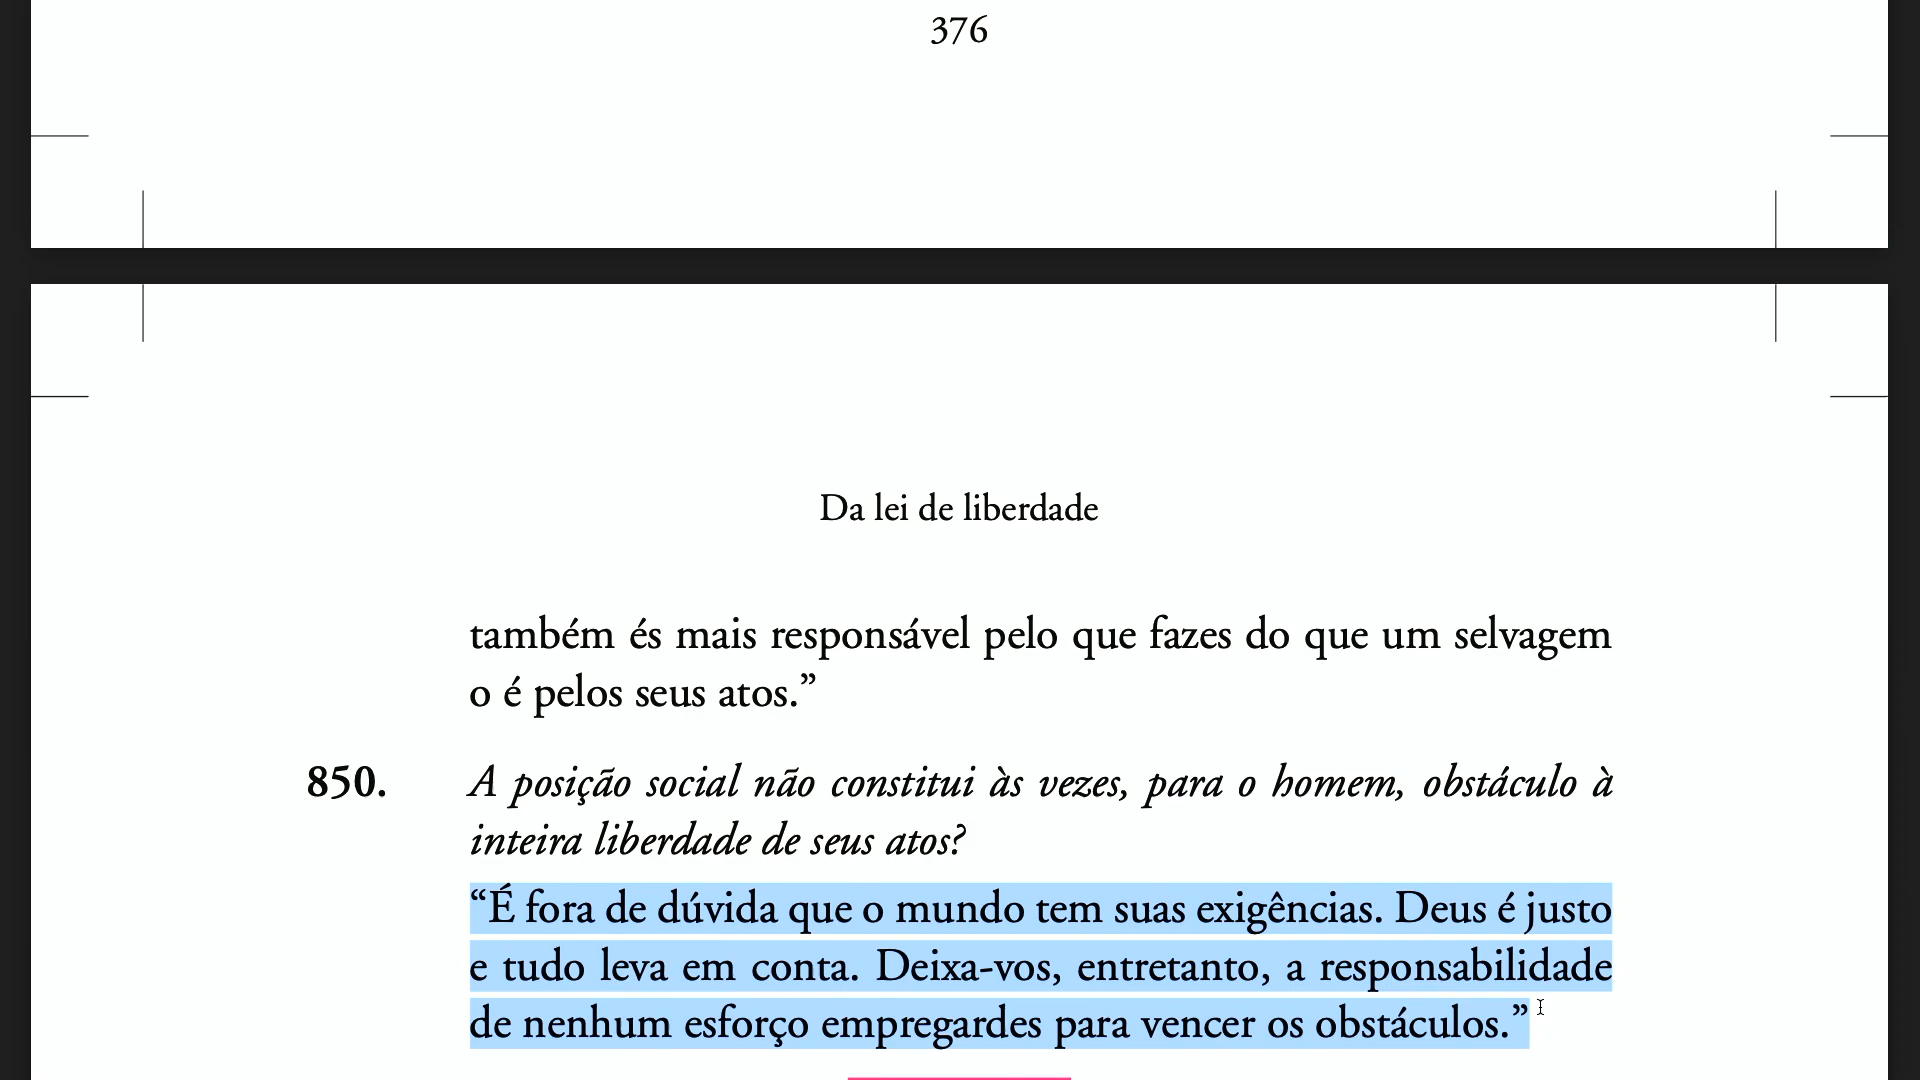 376
Da lei de liberdade
também és mais responsável pelo que fazes do que um selvagem
o é pelos seus atos.”
850. A posição social não constitui às vezes, para o homem, obstáculo à
inteira liberdade de seus atos?
“É fora de dúvida que o mundo tem suas exigências. Deus é justo
e tudo leva em conta. Deixa-vos, entretanto, a responsabilidade
de nenhum esforço empregardes para vencer os obstáculos.”